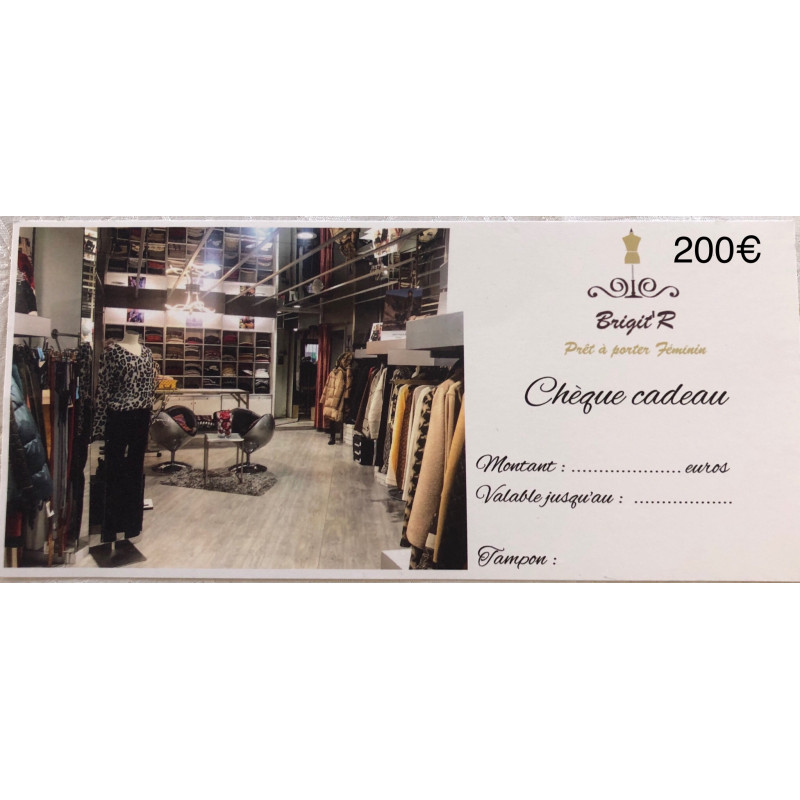 200€
Brigit'R
Prêt à porter Féminin
Chèque cadeau
Montant : .................... euros
Valable jusqu'au : ..................
Tampon :